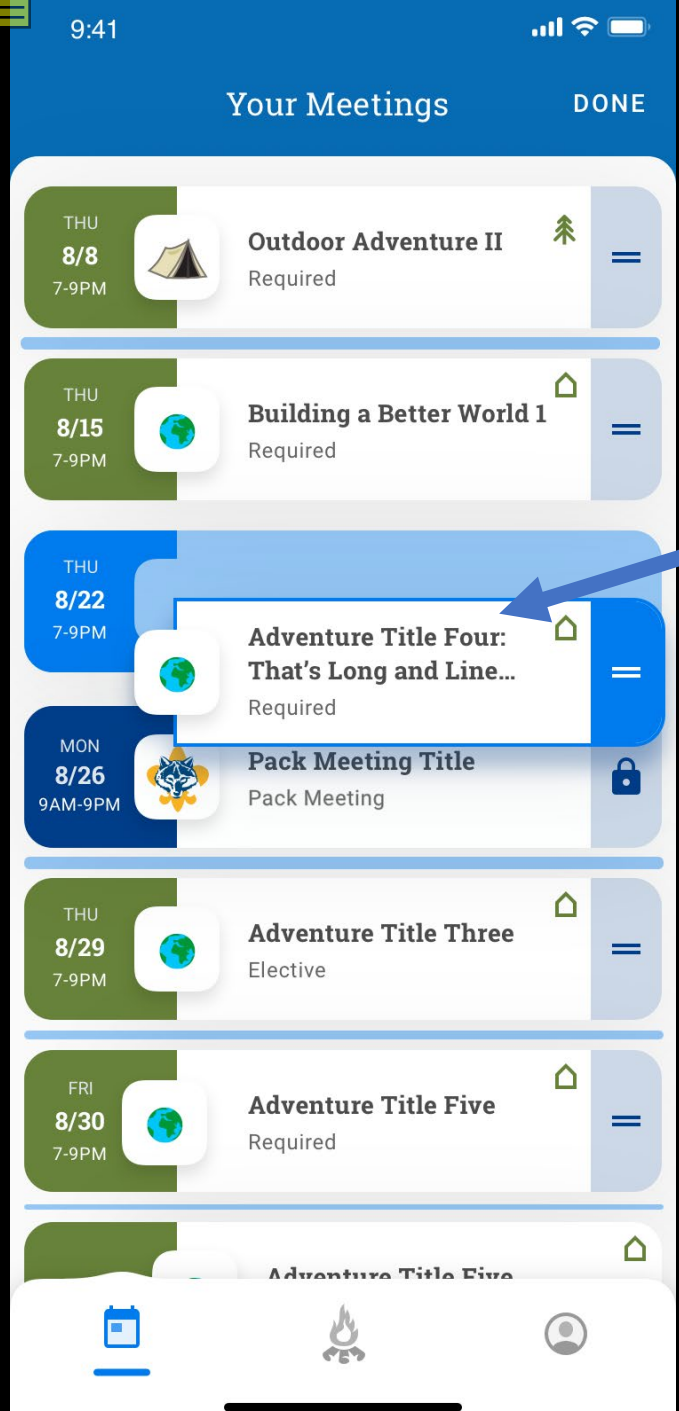 9:41
Your Meetings
DONE
THU
8/8
7-9PM
Outdoor Adventure II
Required
THU
8/15
7-9PM
Building a Better World 1
Required
THU
8/22
7-9PM
Adventure Title Four:
That’s Long and Line...
Required
MON
8/26
9AM-9PM
Pack Meeting Title
Pack Meeting
THU
8/29
7-9PM
Adventure Title Three
Elective
FRI
8/30
7-9PM
Adventure Title Five
Required
Adventure Title Five